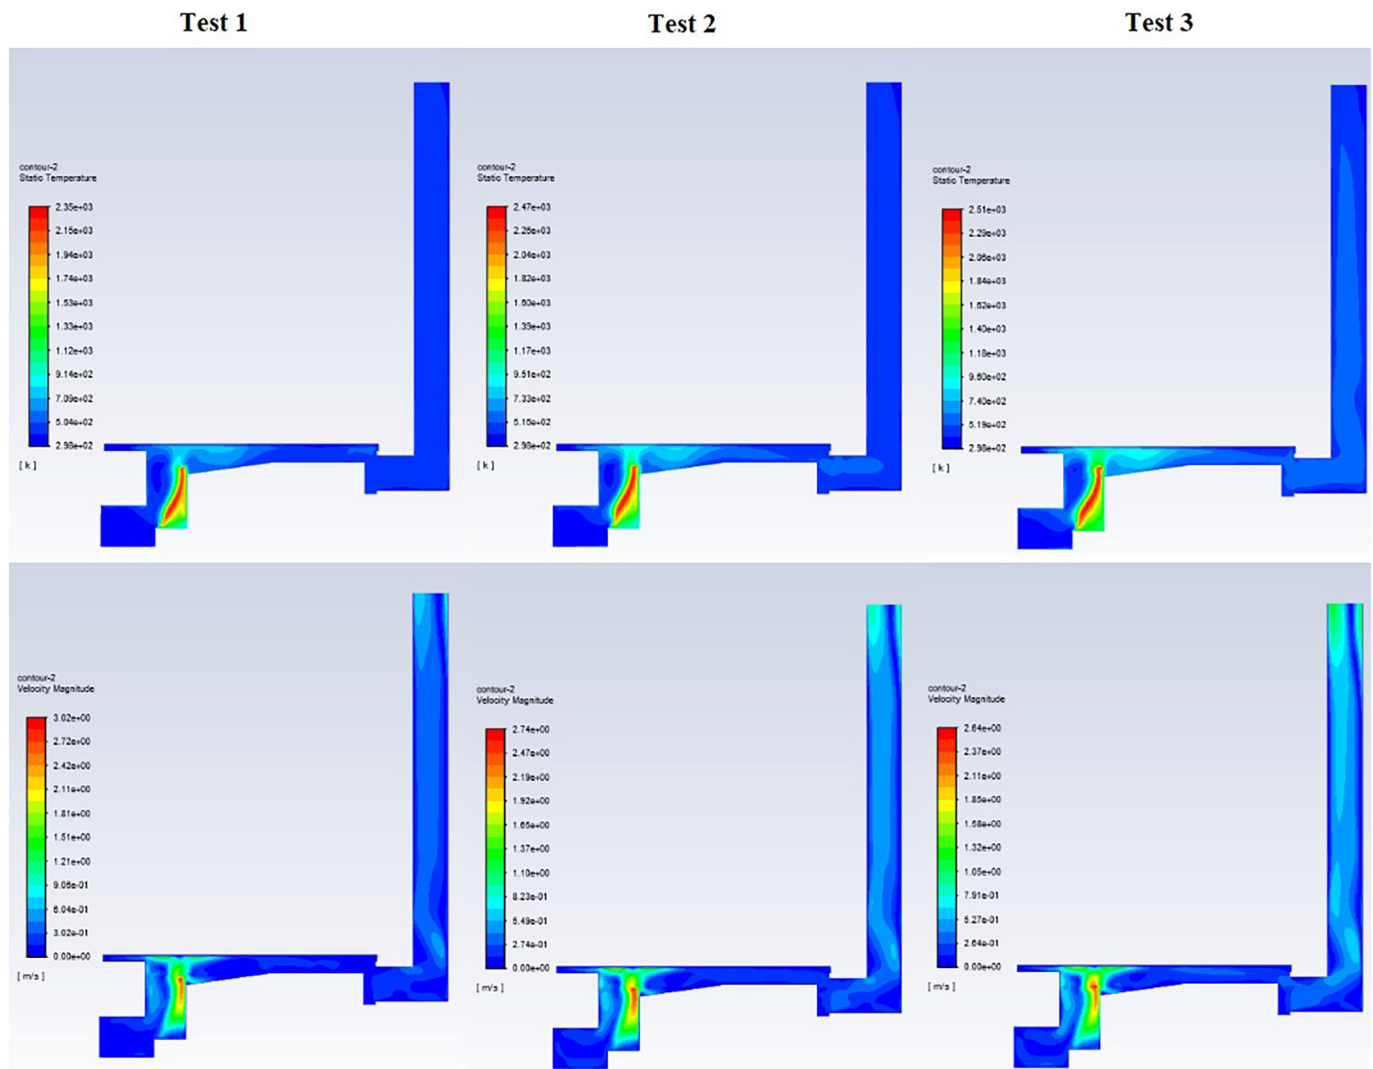 Test 1
Test 2
Test 3
contour-2
Static Temperature
2.35e+03
2.15e+03
1.94e+03
1.74e+03
1.53e+03
1.33e+03
1.12e+03
9.14e+02
7.09e+02
5.04e+02
2.98e+02
[ k ]
contour-2
Static Temperature
2.47e+03
2.26e+03
2.04e+03
1.82e+03
1.60e+03
1.39e+03
1.17e+03
9.51e+02
7.33e+02
5.16e+02
2.98e+02
[ k ]
contour-2
Static Temperature
2.51e+03
2.29e+03
2.06e+03
1.84e+03
1.62e+03
1.40e+03
1.18e+03
9.60e+02
7.40e+02
5.19e+02
2.98e+02
[ k ]
contour-2
Velocity Magnitude
3.02e+00
2.72e+00
2.42e+00
2.11e+00
1.81e+00
1.51e+00
1.21e+00
9.06e-01
6.04e-01
3.02e-01
0.00e+00
[ m/s ]
contour-2
Velocity Magnitude
2.74e+00
2.47e+00
2.19e+00
1.92e+00
1.65e+00
1.37e+00
1.10e+00
8.23e-01
5.49e-01
2.74e-01
0.00e+00
[ m/s ]
contour-2
Velocity Magnitude
2.64e+00
2.37e+00
2.11e+00
1.85e+00
1.58e+00
1.32e+00
1.05e+00
7.91e-01
5.27e-01
2.64e-01
0.00e+00
[ m/s ]